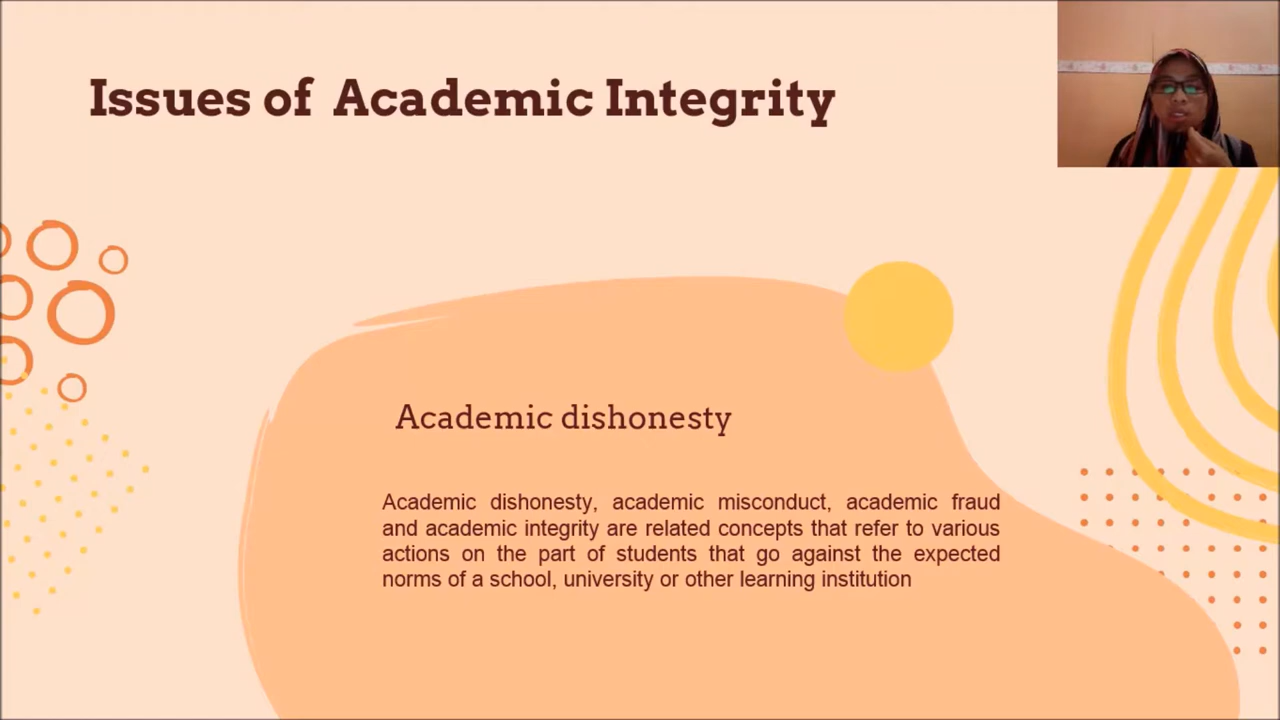 Issues of Academic Integrity
Academic dishonesty
Academic dishonesty, academic misconduct, academic fraud
and academic integrity are related concepts that refer to various
actions on the part of students that go against the expected
norms of a school, university or other learning institution